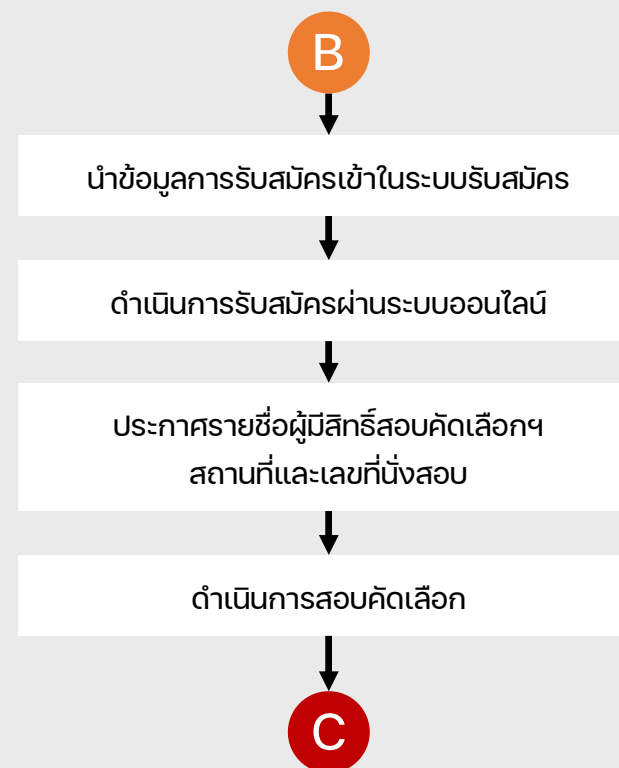 B
นำข้อมูลการรับสมัครเข้าในระบบรับสมัคร
ดำเนินการรับสมัครผ่านระบบออนไลน์
ประกาศรายชื่อผู้มีสิทธิ์สอบคัดเลือกฯ
สถานที่และเลขที่นั่งสอบ
ดำเนินการสอบคัดเลือก
C